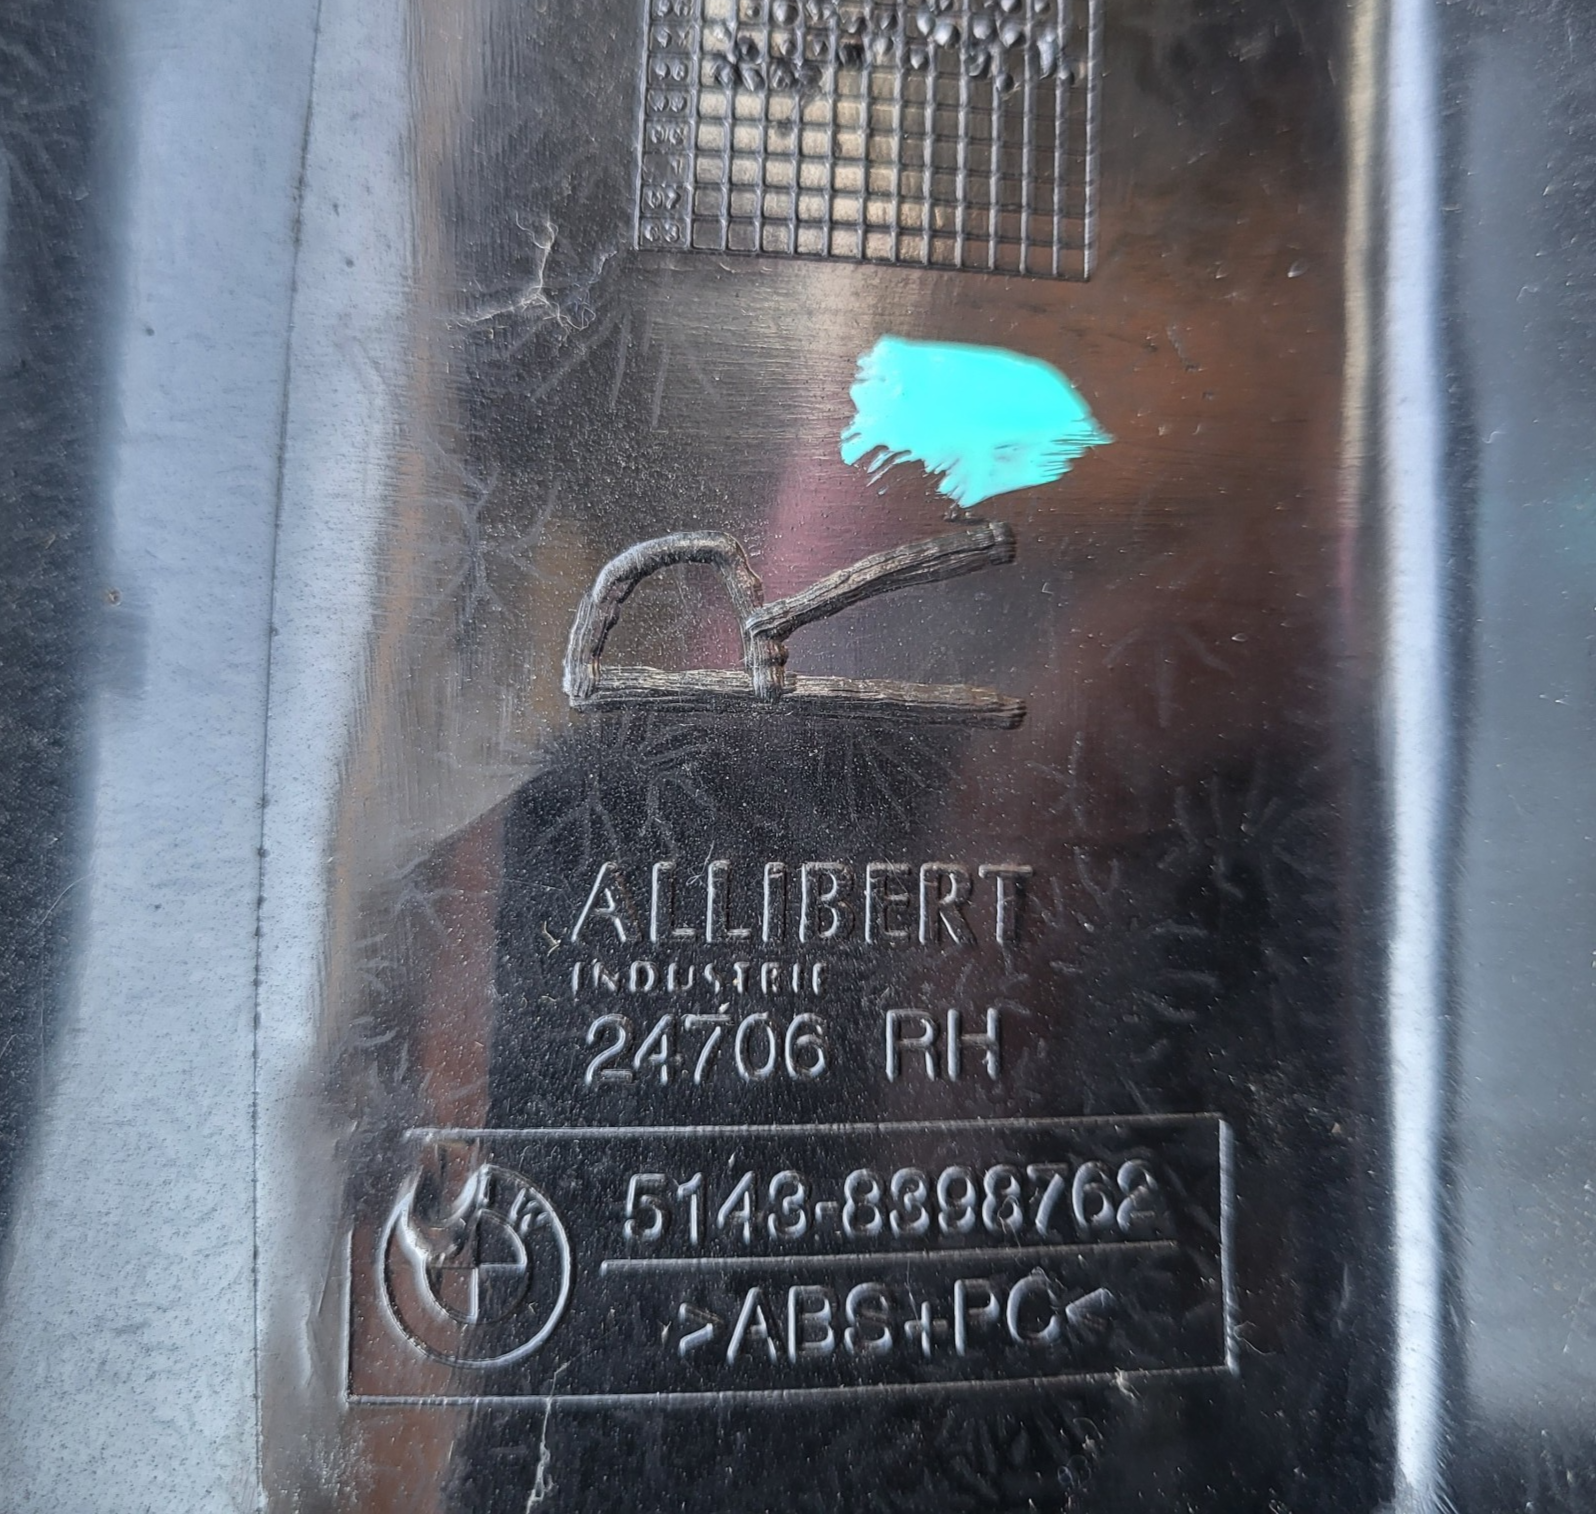 R
ALLIBERT
INDUSTRIE
24706 RH
5143-8398762
>ABS+PC<